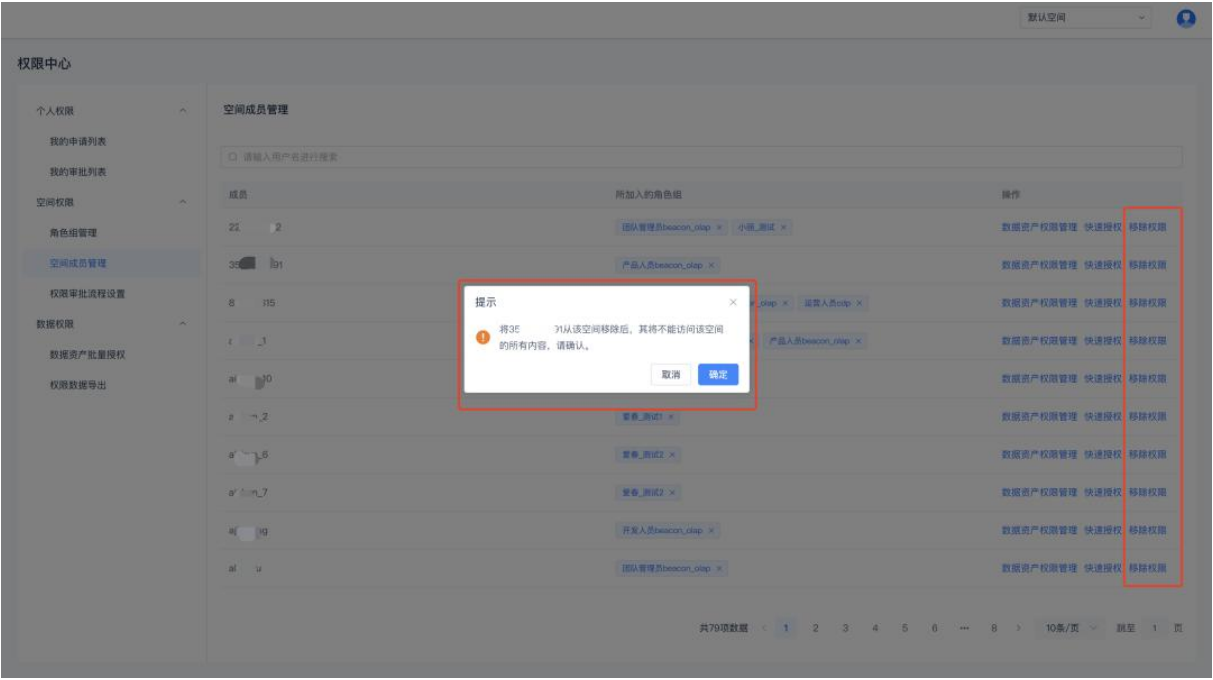 默认空间
权限中心
个人权限
我的申请列表
我的审批列表
空间权限
角色组管理
空间成员管理
权限审批流程设置
数据权限
数据资产批量授权
权限数据导出
空间成员管理
请输入用户名进行搜索
成员 所加入的角色组 操作
2 团队管理员beacon_olap × × 数据资产权限管理 快速授权 移除权限
35 产品人员beacon_olap × 数据资产权限管理 快速授权 移除权限
8 × × 数据资产权限管理 快速授权 移除权限
_1 产品人员beacon_olap × 数据资产权限管理 快速授权 移除权限
数据资产权限管理 快速授权 移除权限
_2 × 数据资产权限管理 快速授权 移除权限
× 数据资产权限管理 快速授权 移除权限
_7 × 数据资产权限管理 快速授权 移除权限
开发人员beacon_olap × 数据资产权限管理 快速授权 移除权限
al u 团队管理员beacon_olap × 数据资产权限管理 快速授权 移除权限
提示 ×
将35 从该空间移除后，其将不能访问该空间
的所有内容，请确认。
取消 确定
共79项数据 < 1 2 3 4 5 6 ••• 8 > 10条/页 跳至 1 页